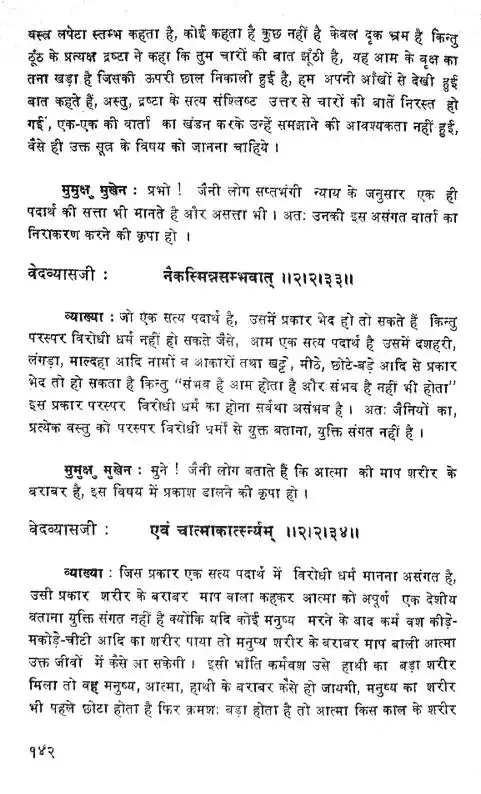 वस्त्र लपेटा स्तम्भ कहता है, कोई कहता है कुछ नहीं है केवल दृक भ्रम है किन्तु
ठूँठ के प्रत्यक्ष द्रष्टा ने कहा कि तुम चारों की बात झूँठी है, यह आम के वृक्ष का
तना खड़ा है जिसकी ऊपरी छाल निकाली हुई है, हम अपनी आँखों से देखी हुई
बात कहते हैं, अस्तु, द्रष्टा के सत्य संश्लिष्ट उत्तर से चारों की बातें निरस्त हो
गईं, एक-एक की वार्ता का खंडन करके उन्हें समझाने की आवश्यकता नहीं हुई,
वैसे ही उक्त सूत्र के विषय को जानना चाहिये ।
मुमुक्षु मुखेन : प्रभो ! जैनी लोग सप्तभंगी न्याय के अनुसार एक ही
पदार्थ की सत्ता भी मानते है और असत्ता भी । अतः उनकी इस असंगत वार्ता का
निराकरण करने की कृपा हो ।
वेदव्यासजी : नैकस्मिन्नसम्भवात् ।।२।२।३३।।
व्याख्या : जो एक सत्य पदार्थ है, उसमें प्रकार भेद हो तो सकते हैं किन्तु
परस्पर विरोधी धर्म नहीं हो सकते जैसे, आम एक सत्य पदार्थ है उसमें दशहरी,
लंगड़ा, माल्दहा आदि नामों व आकारों तथा खट्टे, मीठे, छोटे-बड़े आदि से प्रकार
भेद तो हो सकता है किन्तु "संभव है आम होता है और संभव है नहीं भी होता"
इस प्रकार परस्पर विरोधी धर्म का होना सर्वथा असंभव है । अतः जैनियों का,
प्रत्येक वस्तु को परस्पर विरोधी धर्मों से युक्त बताना, युक्ति संगत नहीं है ।
मुमुक्षु मुखेन : मुने ! जैनी लोग बताते हैं कि आत्मा की माप शरीर के
बराबर है, इस विषय में प्रकाश डालने की कृपा हो ।
वेदव्यासजी : एवं चात्माकार्त्स्न्यम् ।।२।२।३४।।
व्याख्या : जिस प्रकार एक सत्य पदार्थ में विरोधी धर्म मानना असंगत है,
उसी प्रकार शरीर के बराबर माप वाला कहकर आत्मा को अपूर्ण एक देशीय
बताना युक्ति संगत नहीं है क्योंकि यदि कोई मनुष्य मरने के बाद कर्म वश कीड़े-
मकोड़े-चीटी आदि का शरीर पाया तो मनुष्य शरीर के बराबर माप बाली आत्मा
उक्त जीवों में कैसे आ सकेगी । इसी भाँति कर्मवश उसे हाथी का बड़ा शरीर
मिला तो वह मनुष्य, आत्मा, हाथी के बराबर कैसे हो जायगी, मनुष्य का शरीर
भी पहले छोटा होता है फिर क्रमशः बड़ा होता है तो आत्मा किस काल के शरीर
१४२